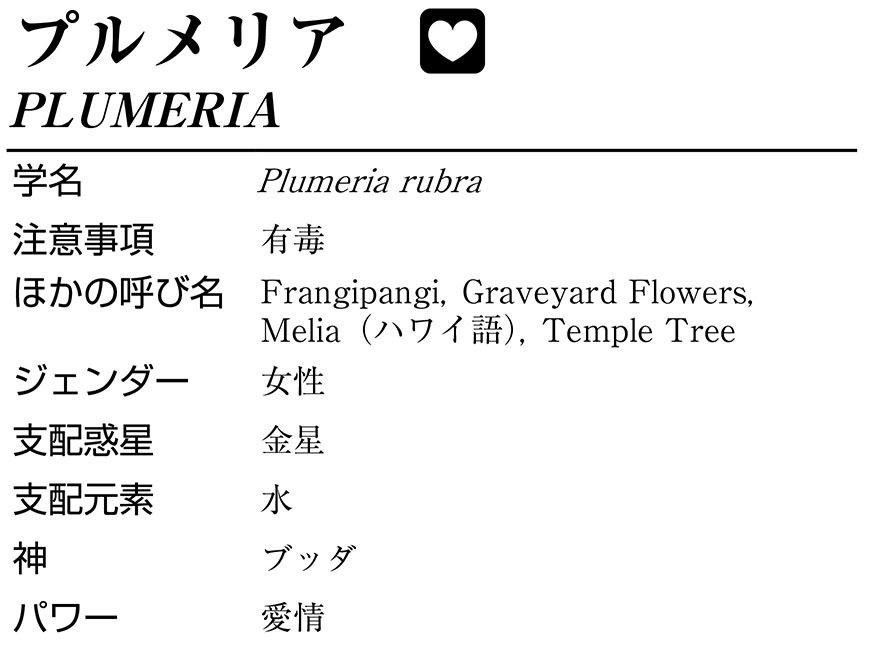 プルメリア
PLUMERIA
学名 Plumeria rubra
注意事項 有毒
ほかの呼び名 Frangipangi, Graveyard Flowers,
Melia（ハワイ語）, Temple Tree
ジェンダー 女性
支配惑星 金星
支配元素 水
神 ブッダ
パワー 愛情